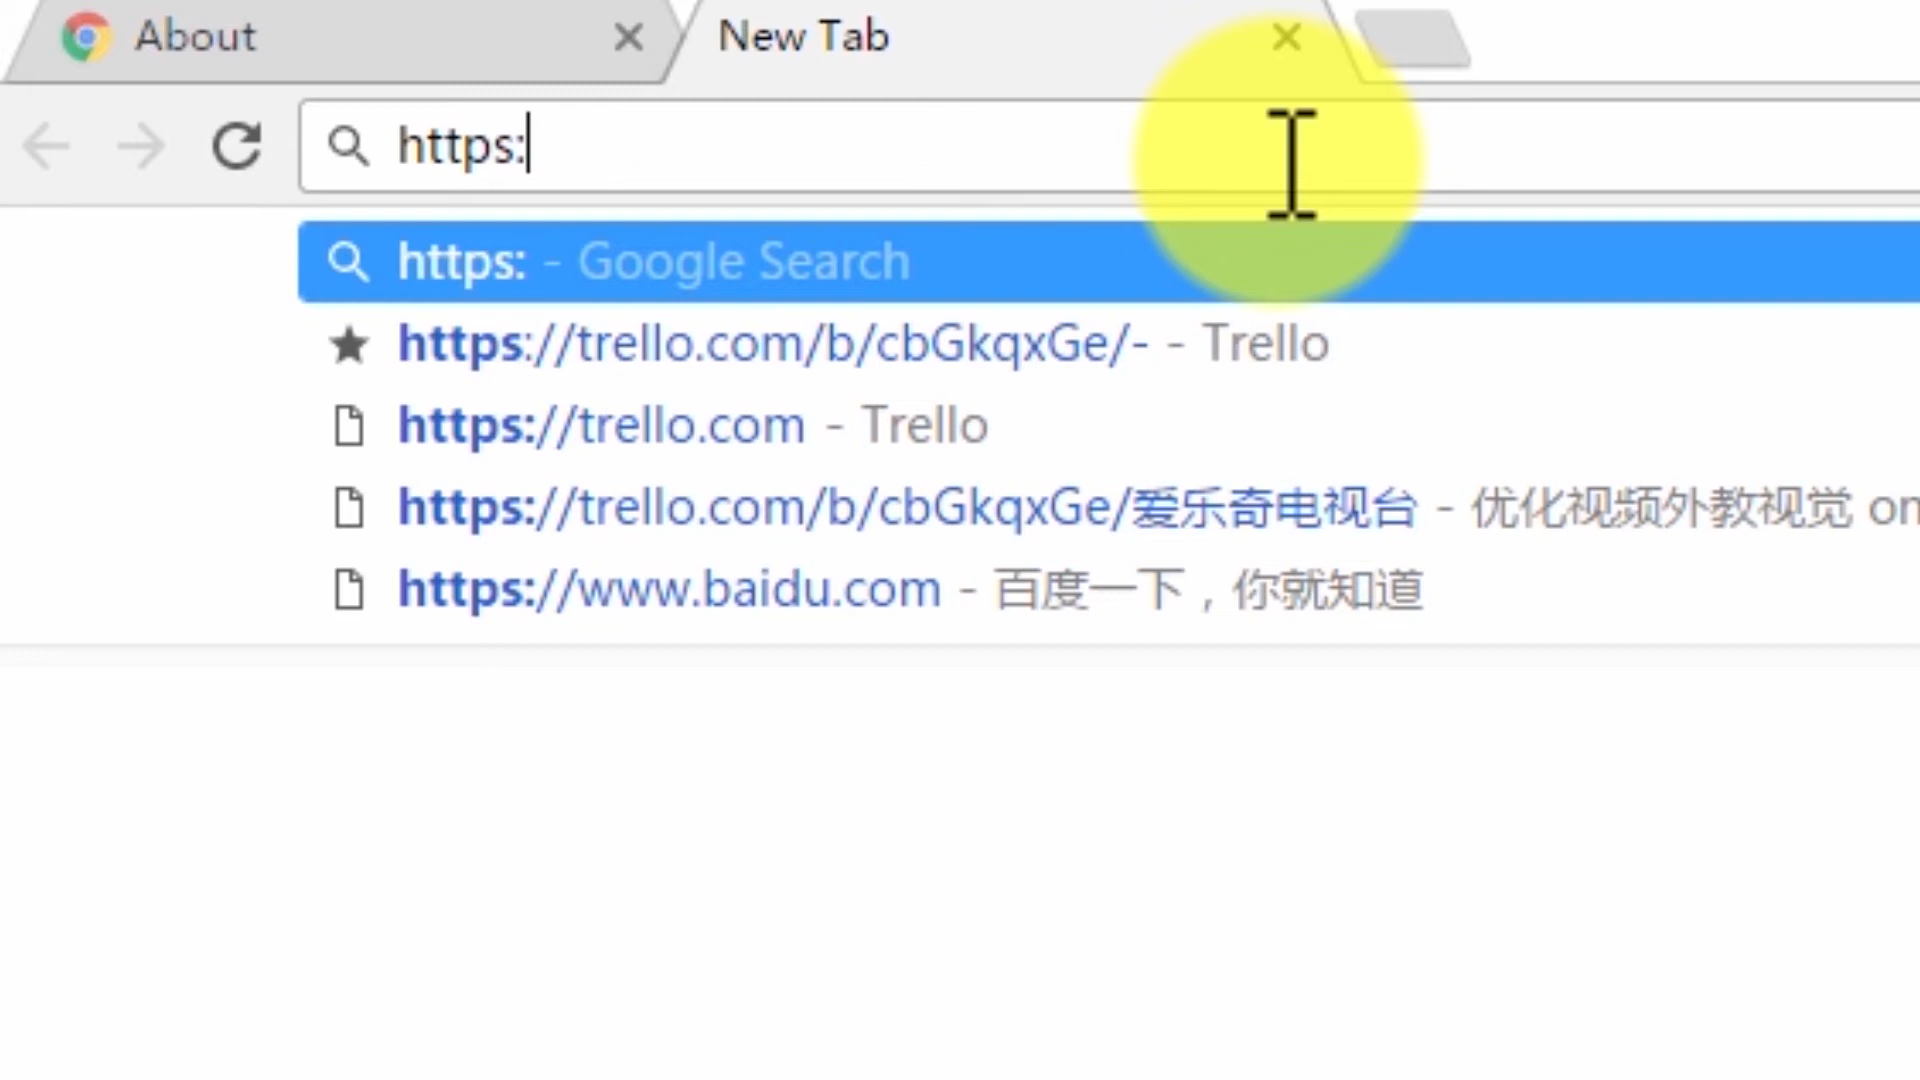 About
New Tab
https:
https: - Google Search
https://trello.com/b/cbGkqxGe/- - Trello
https://trello.com - Trello
https://trello.com/b/cbGkqxGe/爱乐奇电视台 - 优化视频外教视觉 on
https://www.baidu.com - 百度一下，你就知道